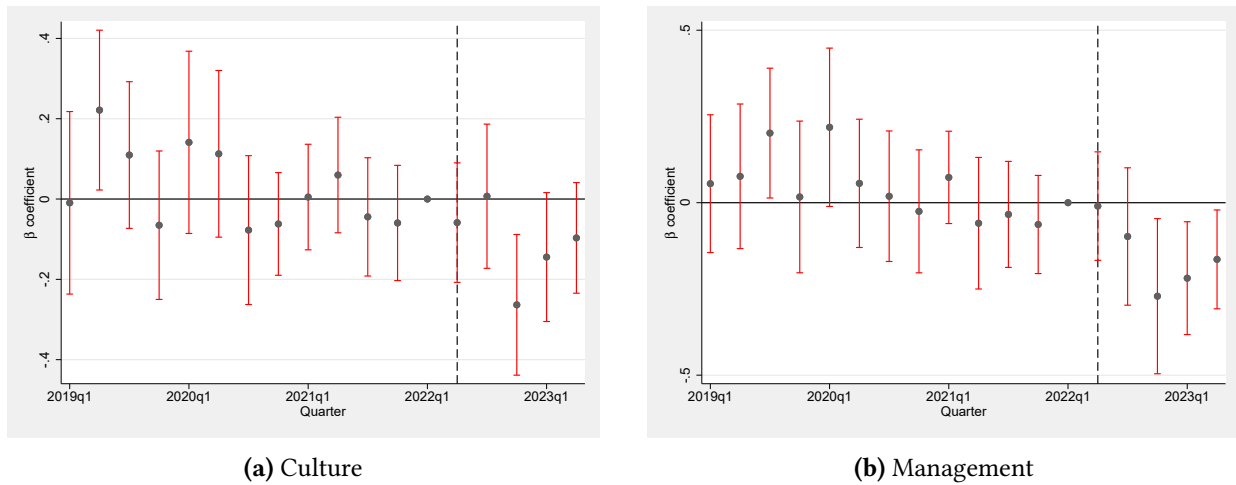 .4
.2
0
-.2
-.4
β coefficient
2019q1 2020q1 2021q1 2022q1 2023q1
Quarter
(a) Culture
.5
0
-.5
β coefficient
2019q1 2020q1 2021q1 2022q1 2023q1
Quarter
(b) Management